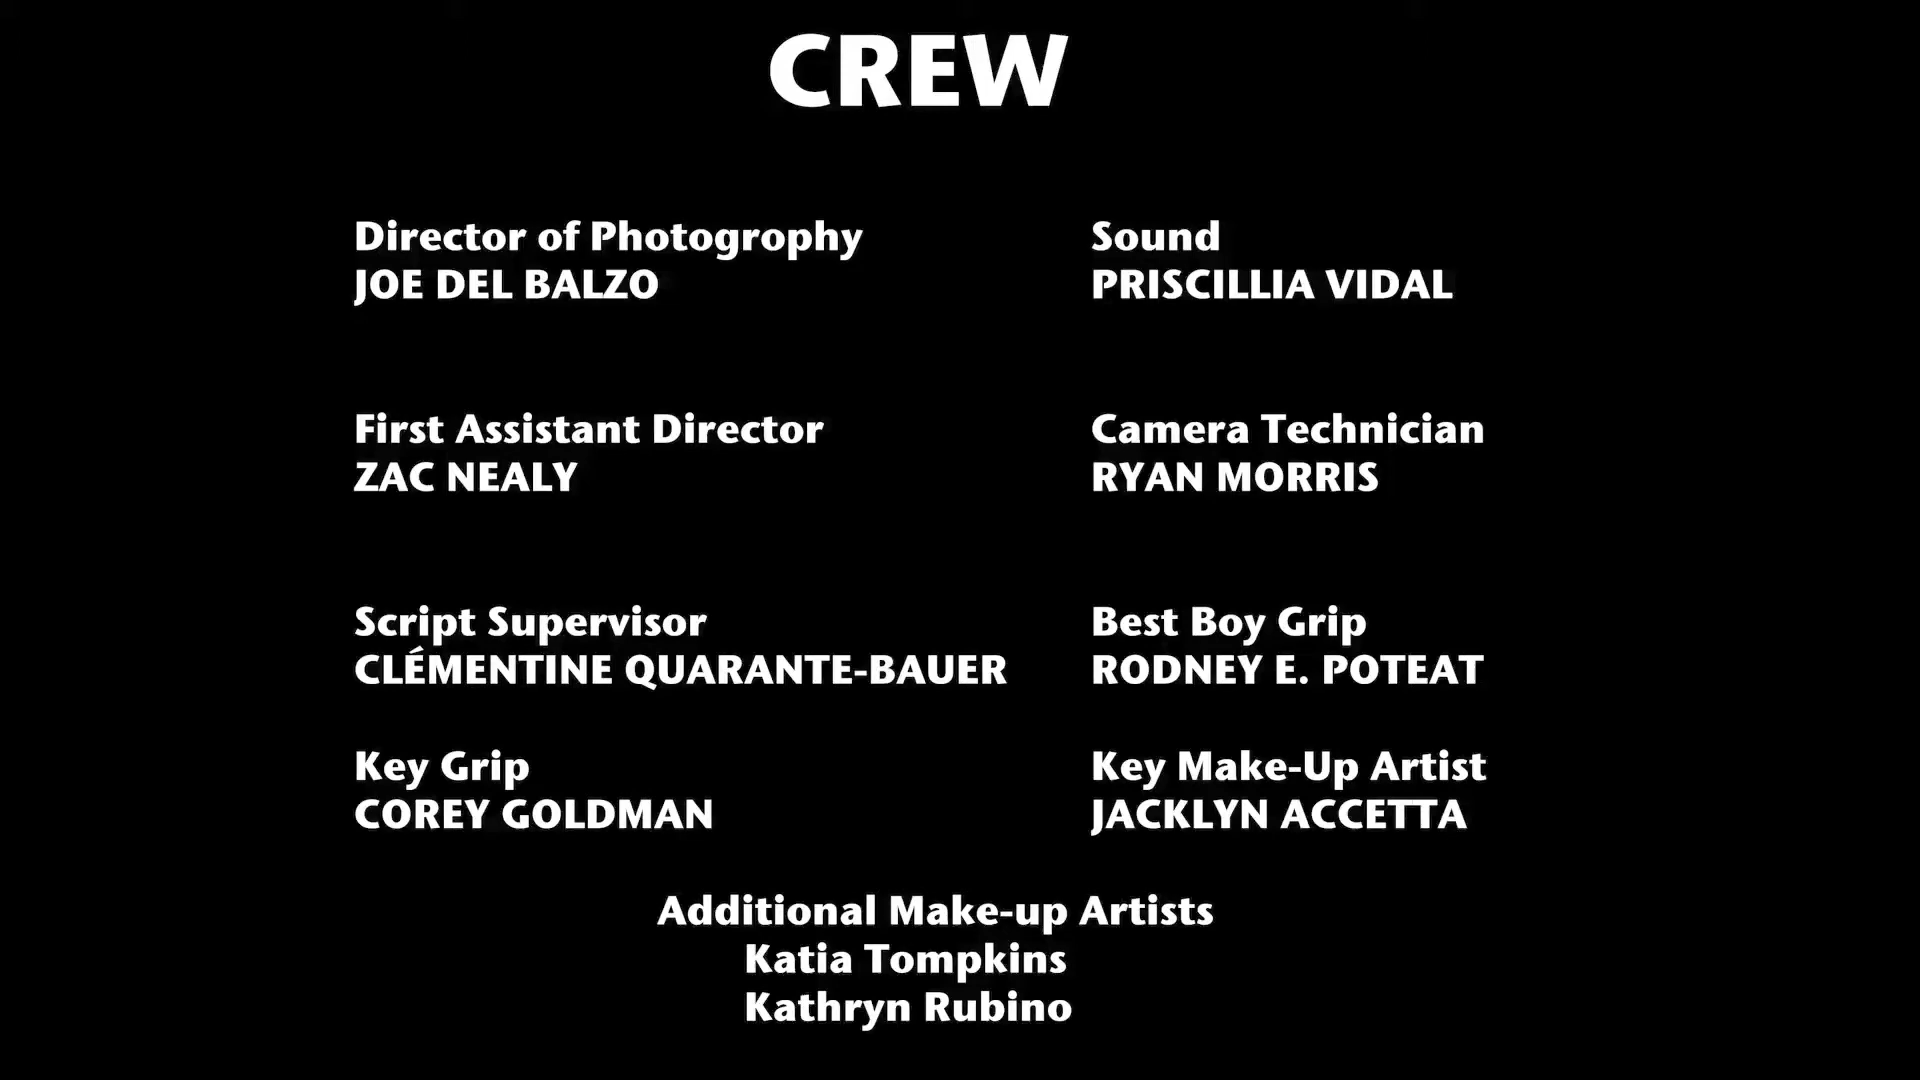 CREW
Director of Photography
JOE DEL BALZO
Sound
PRISCILLIA VIDAL
First Assistant Director
ZAC NEALY
Camera Technician
RYAN MORRIS
Script Supervisor
CLÉMENTINE QUARANTE-BAUER
Best Boy Grip
RODNEY E. POTEAT
Key Grip
COREY GOLDMAN
Key Make-Up Artist
JACKLYN ACCETTA
Additional Make-up Artists
Katia Tompkins
Kathryn Rubino